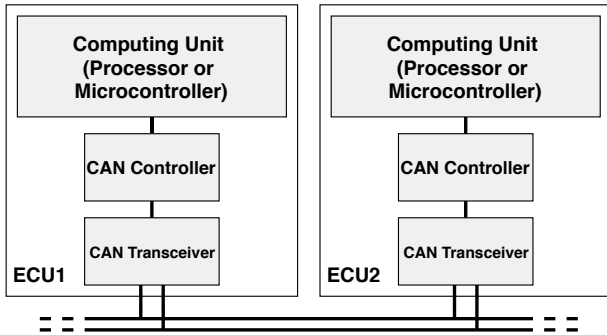 Computing Unit
(Processor or
Microcontroller)
CAN Controller
CAN Transceiver
ECU1
Computing Unit
(Processor or
Microcontroller)
CAN Controller
CAN Transceiver
ECU2